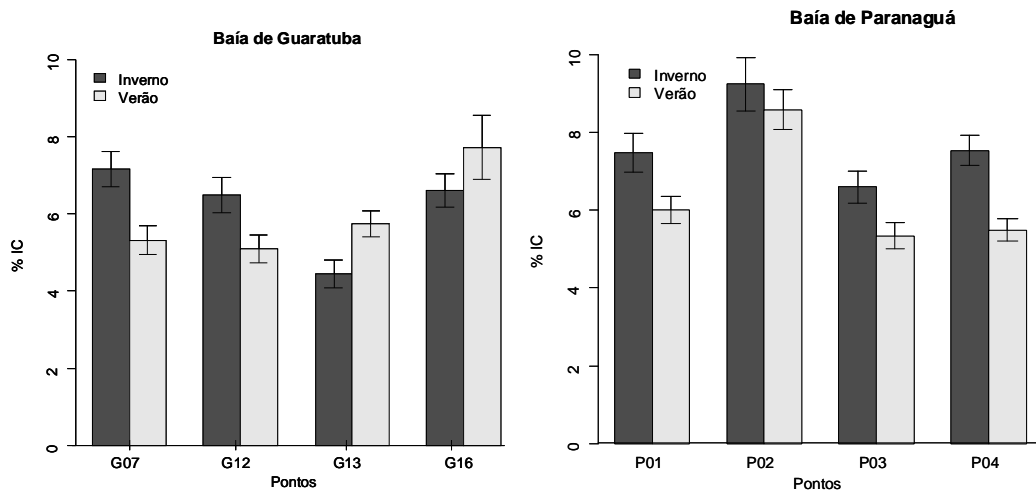 Baía de Guaratuba
Inverno
Verão
% IC
10
8
6
4
2
0
G07 G12 G13 G16
Pontos
Baía de Paranaguá
Inverno
Verão
% IC
10
8
6
4
2
0
P01 P02 P03 P04
Pontos